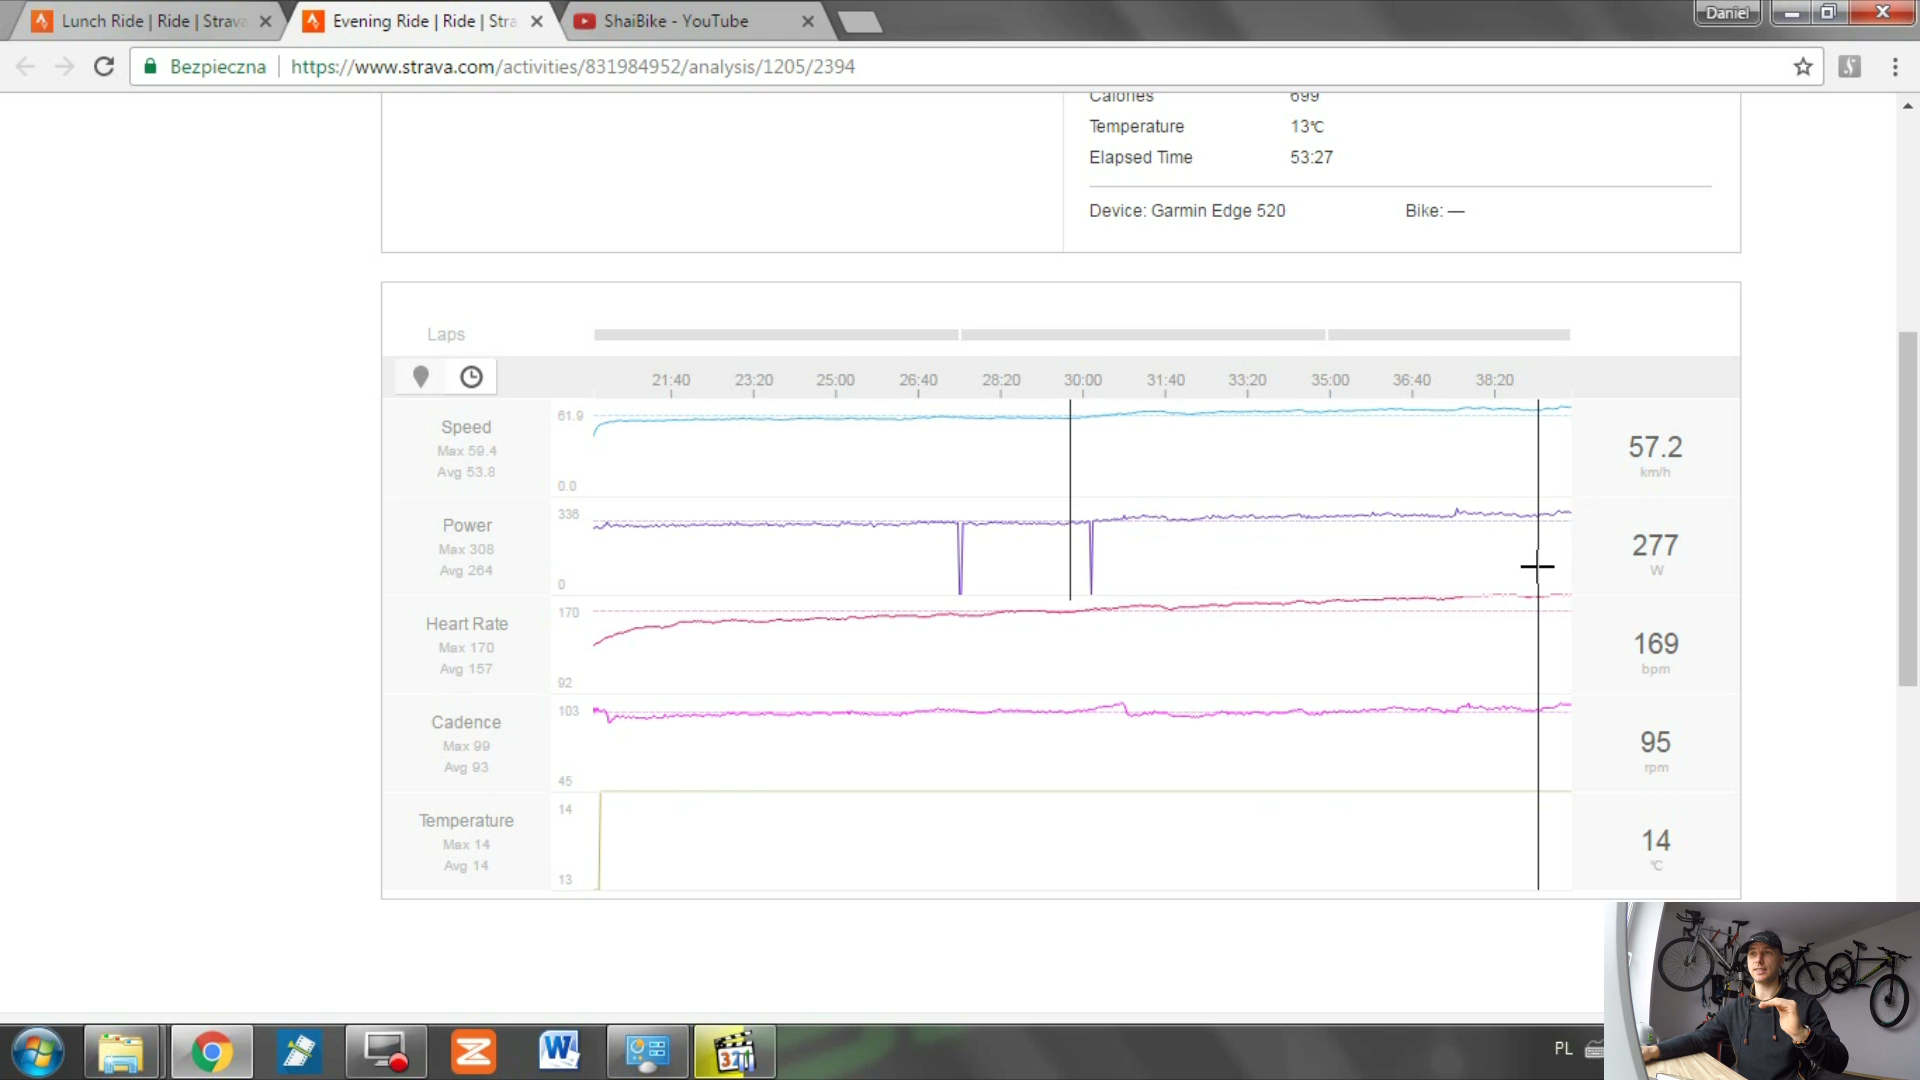 Lunch Ride | Ride | Strava
Evening Ride | Ride | Stra
ShaiBike - YouTube
Daniel
Bezpieczna
https://www.strava.com/activities/831984952/analysis/1205/2394
Calories 699
Temperature 13℃
Elapsed Time 53:27
Device: Garmin Edge 520 Bike: —
Laps
21:40 23:20 25:00 26:40 28:20 30:00 31:40 33:20 35:00 36:40 38:20
Speed
Max 59.4
Avg 53.8
61.9
0.0
57.2
km/h
Power
Max 308
Avg 264
336
0
277
W
Heart Rate
Max 170
Avg 157
170
92
169
bpm
Cadence
Max 99
Avg 93
103
45
95
rpm
Temperature
Max 14
Avg 14
14
13
14
℃
321
PL